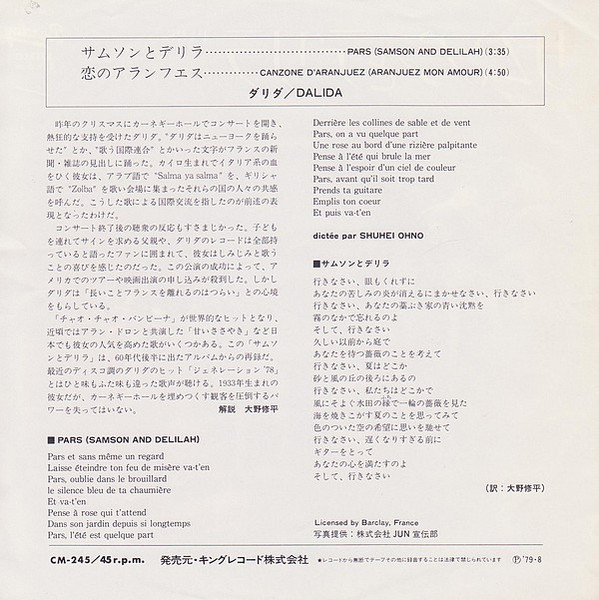 サムソンとデリラ…………………………PARS (SAMSON AND DELILAH)(3:35)
恋のアランフエス…………CANZONE D'ARANJUEZ (ARANJUEZ MON AMOUR)(4:50)
ダリダ/DALIDA
昨年のクリスマスにカーネギーホールでコンサートを開き、
熱狂的な支持を受けたダリダ。"ダリダはニューヨークを踊ら
せた"とか、"歌う国際連合"とかいった文字がフランスの新
聞・雑誌の見出しに踊った。カイロ生まれでイタリア系の血
をひく彼女は、アラブ語で"Salma ya salma"を、ギリシャ
語で"Zolba"を歌い会場に集まったそれらの国の人々の共感
を呼んだ。こうした歌による国際交流を指したのが前述の表
現となったわけだ。
コンサート終了後の聴衆の反応もすさまじかった。子ども
を連れてサインを求める父親や、ダリダのレコードは全部持
っていると語ったファンに囲まれて、彼女はしみじみと歌う
ことの喜びを感じたのだった。この公演の成功によって、ア
メリカでのツアーや映画出演の申し込みが殺到した。しかし
ダリダは「長いことフランスを離れるのはつらい」との心境
をもらしている。
「チャオ・チャオ・バンビーナ」が世界的なヒットとなり、
近頃ではアラン・ドロンと共演した「甘いささやき」など日
本でも彼女の人気を高めた歌がいくつかある。この「サムソ
ンとデリラ」は、60年代後半に出たアルバムからの再録だ。
最近のディスコ調のダリダのヒット「ジェネレーション'78」
とはひと味もふた味も違った歌声が聴ける。1933年生まれの
彼女だが、カーネギーホールを埋めつくす観客を圧倒するパ
ワーを失ってはいない。 解説 大野修平
■ PARS (SAMSON AND DELILAH)
Pars et sans même un regard
Laisse éteindre ton feu de misère va-t'en
Pars, oublie dans le brouillard
le silence bleu de ta chaumière
Et va-t'en
Pense à rose qui t'attend
Dans son jardin depuis si longtemps
Pars, l'été est quelque part
Derrière les collines de sable et de vent
Pars, on a vu quelque part
Une rose au bord d'une rizière palpitante
Pense à l'été qui brule la mer
Pense à l'espoir d'un ciel de couleur
Pars, avant qu'il soit trop tard
Prends ta guitare
Emplis ton coeur
Et puis va-t'en
dictée par SHUHEI OHNO
■サムソンとデリラ
行きなさい、眼もくれずに
あなたの苦しみの炎が消えるにまかせなさい、行きなさい
行きなさい、あなたの藁ぶき家の青い沈黙を
霧のなかで忘れるのよ
そして、行きなさい
久しい以前から庭で
あなたを待つ薔薇のことを考えて
行きなさい、夏はどこか
砂と風の丘の後ろにあるの
行きなさい、私たちはどこかで
風にそよぐ水田の縁で一輪の薔薇を見た
海を焼きこがす夏のことを思ってみて
色のついた空の希望に思いを馳せて
行きなさい、遅くなりすぎる前に
ギターをとって
あなたの心を満たすのよ
そして、行きなさい
(訳:大野修平)
Licensed by Barclay, France
写真提供:株式会社 JUN 宣伝部
CM-245/45 r.p.m. 発売元・キングレコード株式会社 ★レコードから無断でテープその他に録音することは法律で禁じられています Ⓟ'79・8